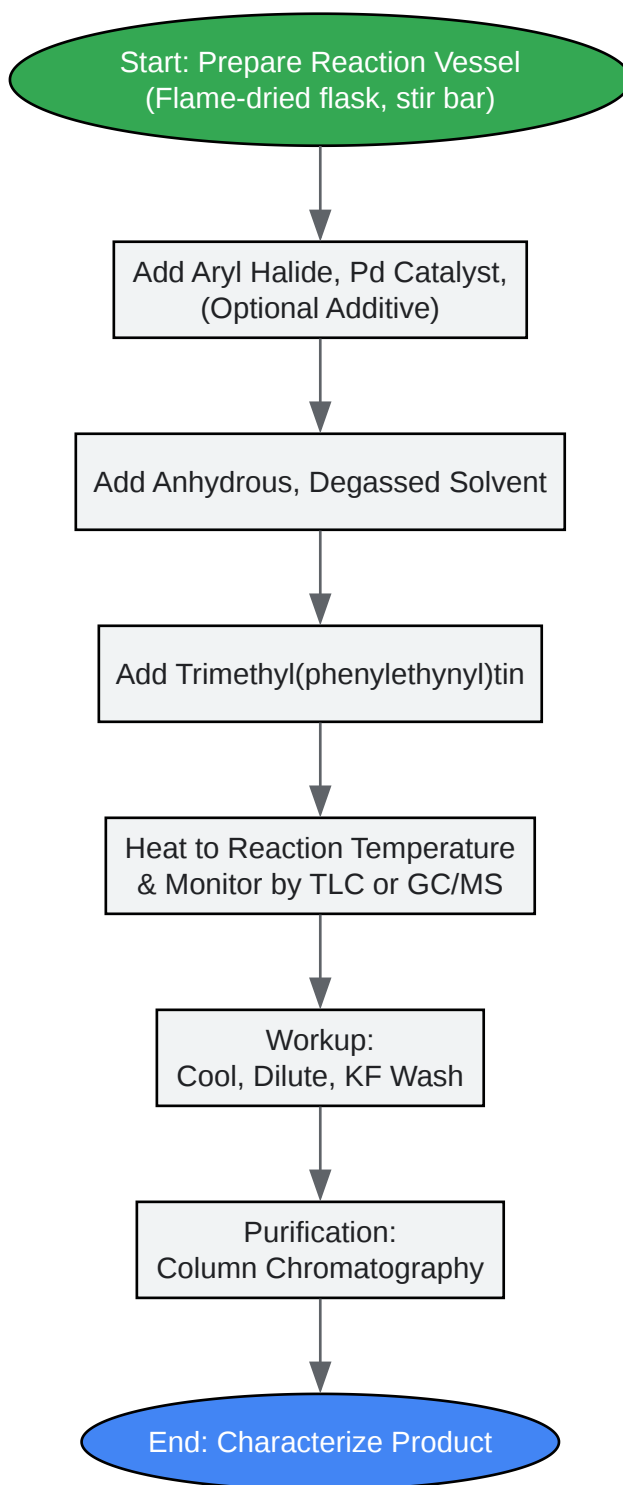 Start: Prepare Reaction Vessel
(Flame-dried flask, stir bar)
Add Aryl Halide, Pd Catalyst,
(Optional Additive)
Add Anhydrous, Degassed Solvent
Add Trimethyl(phenylethynyl)tin
Heat to Reaction Temperature
& Monitor by TLC or GC/MS
Workup:
Cool, Dilute, KF Wash
Purification:
Column Chromatography
End: Characterize Product